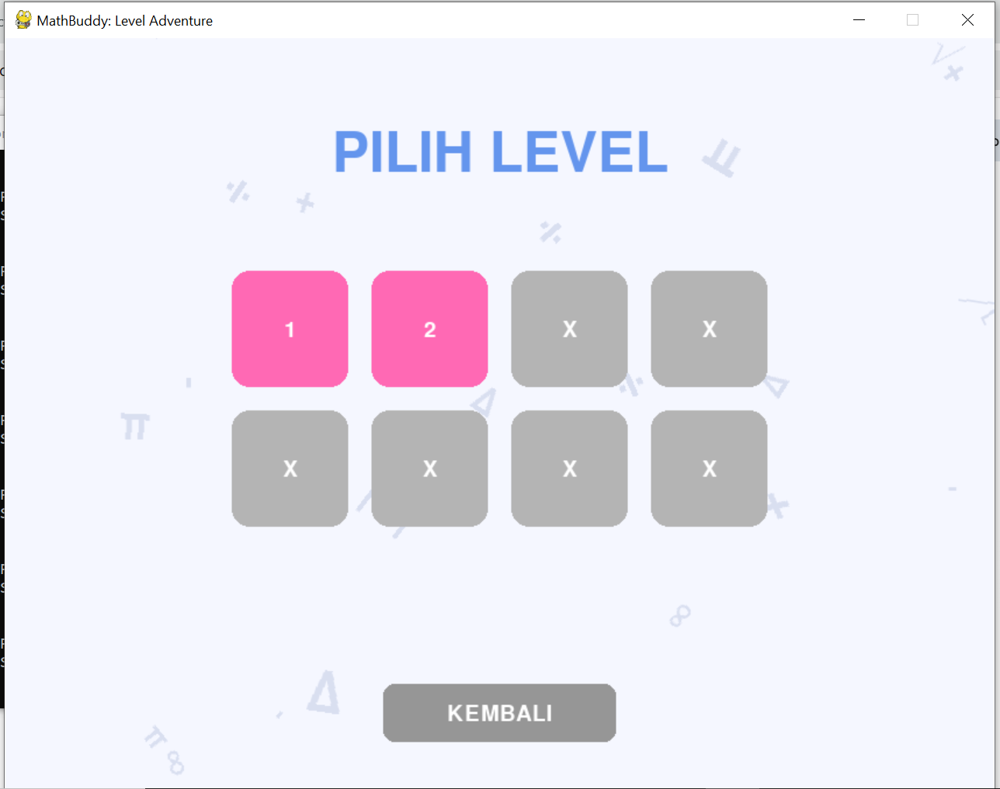 MathBuddy: Level Adventure
PILIH LEVEL
1 2 X X
X X X X
KEMBALI